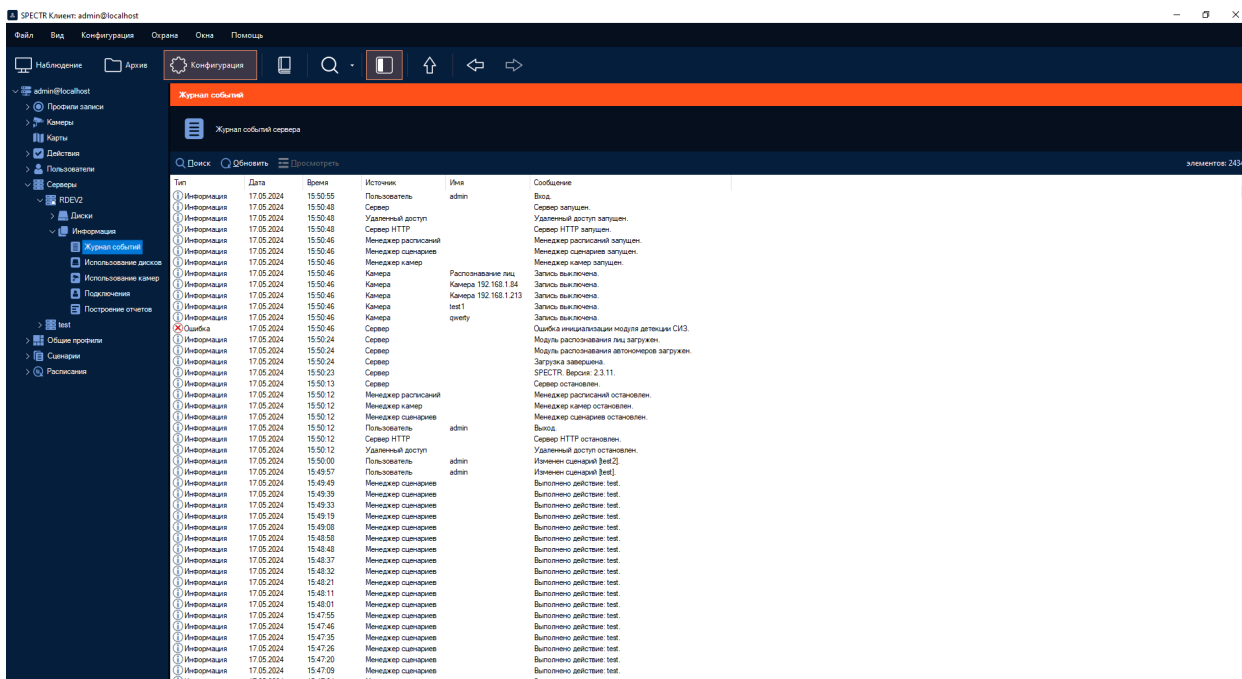 SPECTR Клиент: admin@localhost
Файл Вид Конфигурация Охрана Окна Помощь
Наблюдение Архив Конфигурация
admin@localhost
Профили записи
Камеры
Карты
Действия
Пользователи
Серверы
RDEV2
Диски
Информация
Журнал событий
Использование дисков
Использование камер
Подключения
Построение отчетов
test
Общие профили
Сценарии
Расписания
Журнал событий
Журнал событий сервера
Поиск Обновить Просмотреть элементов: 2434
Тип Дата Время Источник Имя Сообщение
Информация 17.05.2024 15:50:55 Пользователь admin Вход.
Информация 17.05.2024 15:50:48 Сервер Сервер запущен.
Информация 17.05.2024 15:50:48 Удаленный доступ Удаленный доступ запущен.
Информация 17.05.2024 15:50:48 Сервер HTTP Сервер HTTP запущен.
Информация 17.05.2024 15:50:46 Менеджер расписаний Менеджер расписаний запущен.
Информация 17.05.2024 15:50:46 Менеджер сценариев Менеджер сценариев запущен.
Информация 17.05.2024 15:50:46 Менеджер камер Менеджер камер запущен.
Информация 17.05.2024 15:50:46 Камера Распознавание лиц Запись выключена.
Информация 17.05.2024 15:50:46 Камера Камера 192.168.1.84 Запись выключена.
Информация 17.05.2024 15:50:46 Камера Камера 192.168.1.213 Запись выключена.
Информация 17.05.2024 15:50:46 Камера test1 Запись выключена.
Информация 17.05.2024 15:50:46 Камера qwerty Запись выключена.
Ошибка 17.05.2024 15:50:46 Сервер Ошибка инициализации модуля детекции СИЗ.
Информация 17.05.2024 15:50:24 Сервер Модуль распознавания лиц загружен.
Информация 17.05.2024 15:50:24 Сервер Модуль распознавания автономеров загружен.
Информация 17.05.2024 15:50:24 Сервер Загрузка завершена.
Информация 17.05.2024 15:50:23 Сервер SPECTR. Версия: 2.3.11.
Информация 17.05.2024 15:50:13 Сервер Сервер остановлен.
Информация 17.05.2024 15:50:12 Менеджер расписаний Менеджер расписаний остановлен.
Информация 17.05.2024 15:50:12 Менеджер камер Менеджер камер остановлен.
Информация 17.05.2024 15:50:12 Менеджер сценариев Менеджер сценариев остановлен.
Информация 17.05.2024 15:50:12 Пользователь admin Выход.
Информация 17.05.2024 15:50:12 Сервер HTTP Сервер HTTP остановлен.
Информация 17.05.2024 15:50:12 Удаленный доступ Удаленный доступ остановлен.
Информация 17.05.2024 15:50:00 Пользователь admin Изменен сценарий [test2].
Информация 17.05.2024 15:49:57 Пользователь admin Изменен сценарий [test].
Информация 17.05.2024 15:49:49 Менеджер сценариев Выполнено действие: test.
Информация 17.05.2024 15:49:39 Менеджер сценариев Выполнено действие: test.
Информация 17.05.2024 15:49:33 Менеджер сценариев Выполнено действие: test.
Информация 17.05.2024 15:49:19 Менеджер сценариев Выполнено действие: test.
Информация 17.05.2024 15:49:08 Менеджер сценариев Выполнено действие: test.
Информация 17.05.2024 15:48:58 Менеджер сценариев Выполнено действие: test.
Информация 17.05.2024 15:48:48 Менеджер сценариев Выполнено действие: test.
Информация 17.05.2024 15:48:37 Менеджер сценариев Выполнено действие: test.
Информация 17.05.2024 15:48:32 Менеджер сценариев Выполнено действие: test.
Информация 17.05.2024 15:48:21 Менеджер сценариев Выполнено действие: test.
Информация 17.05.2024 15:48:11 Менеджер сценариев Выполнено действие: test.
Информация 17.05.2024 15:48:01 Менеджер сценариев Выполнено действие: test.
Информация 17.05.2024 15:47:55 Менеджер сценариев Выполнено действие: test.
Информация 17.05.2024 15:47:46 Менеджер сценариев Выполнено действие: test.
Информация 17.05.2024 15:47:35 Менеджер сценариев Выполнено действие: test.
Информация 17.05.2024 15:47:26 Менеджер сценариев Выполнено действие: test.
Информация 17.05.2024 15:47:20 Менеджер сценариев Выполнено действие: test.
Информация 17.05.2024 15:47:09 Менеджер сценариев Выполнено действие: test.